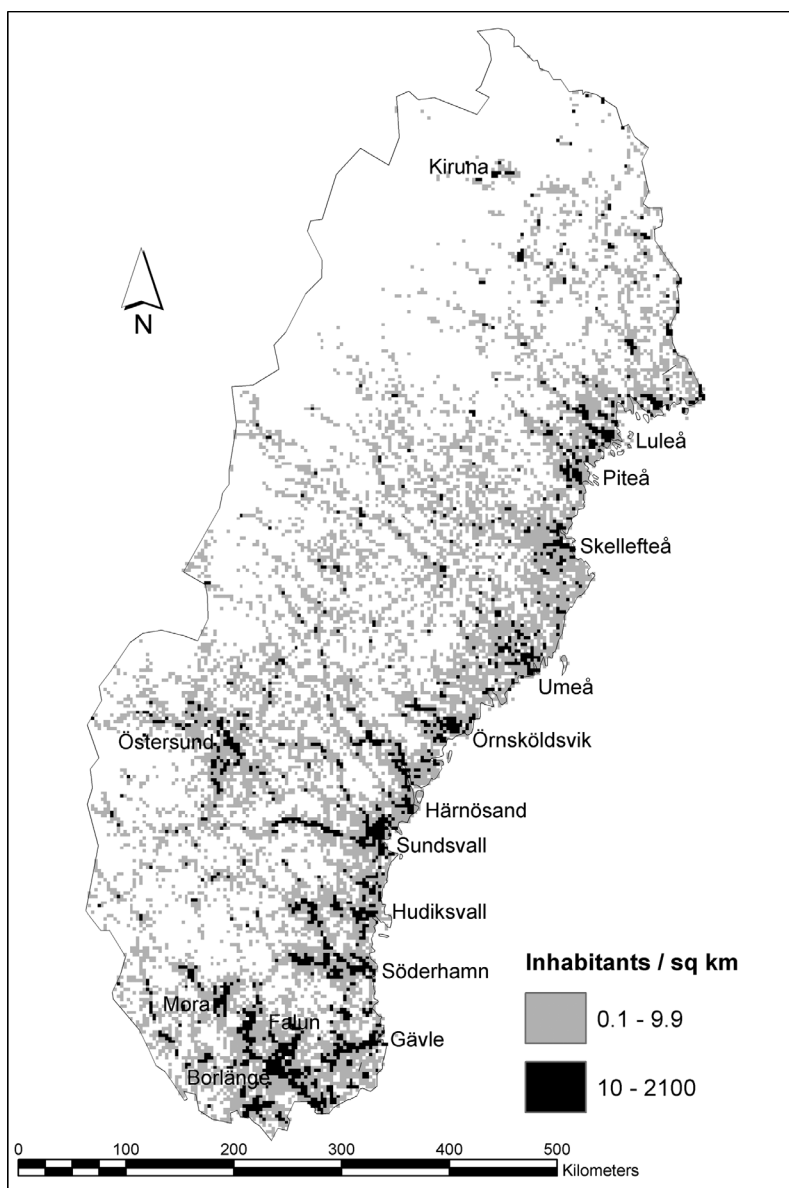 Kiruna
N
Luleå
Piteå
Skellefteå
Umeå
Östersund
Örnsköldsvik
Härnösand
Sundsvall
Hudiksvall
Inhabitants / sq km
Söderhamn
Mora
0.1 - 9.9
Falun
Gävle
Borlänge
10 - 2100
0 100 200 300 400 500
Kilometers